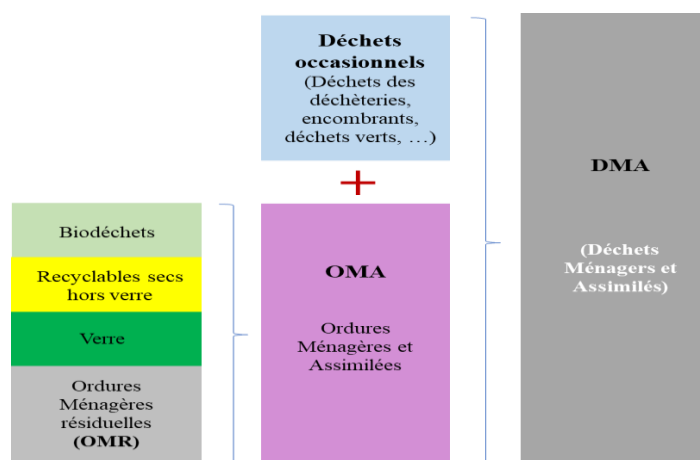 Déchets
occasionnels
(Déchets des
déchèteries,
encombrants,
déchets verts, …)
+
DMA
(Déchets
Ménagers et
Assimilés)
Biodéchets
Recyclables secs
hors verre
Verre
Ordures
Ménagères
résiduelles
(OMR)
OMA
Ordures
Ménagères et
Assimilées